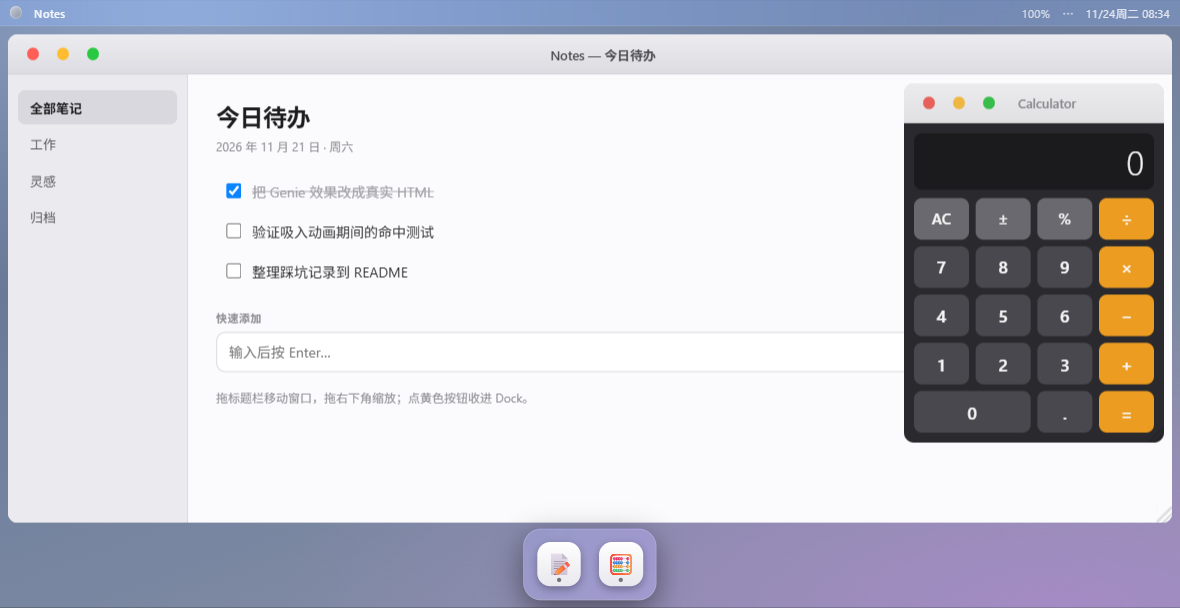 Notes
100% ··· 11/24周二 08:34
Notes — 今日待办
全部笔记
工作
灵感
归档
今日待办
2026 年 11 月 21 日 · 周六
把 Genie 效果改成真实 HTML
验证吸入动画期间的命中测试
整理踩坑记录到 README
快速添加
输入后按 Enter...
拖标题栏移动窗口，拖右下角缩放；点黄色按钮收进 Dock。
Calculator
0
AC ± % ÷
7 8 9 ×
4 5 6 −
1 2 3 +
0 . =